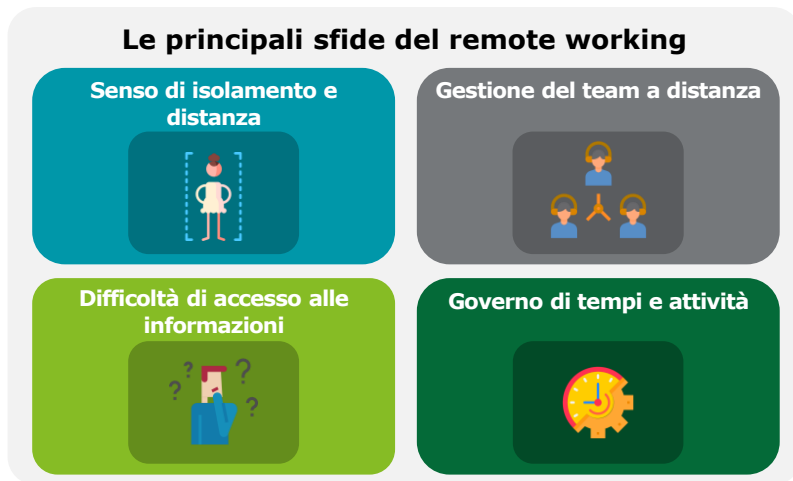 Le principali sfide del remote working
Senso di isolamento e
distanza
Gestione del team a distanza
Difficoltà di accesso alle
informazioni
Governo di tempi e attività
? ? ? ?